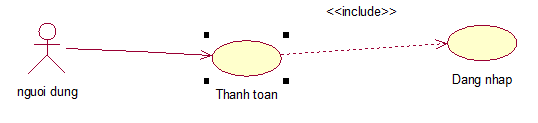 <<include>>
nguoi dung
Thanh toan
Dang nhap